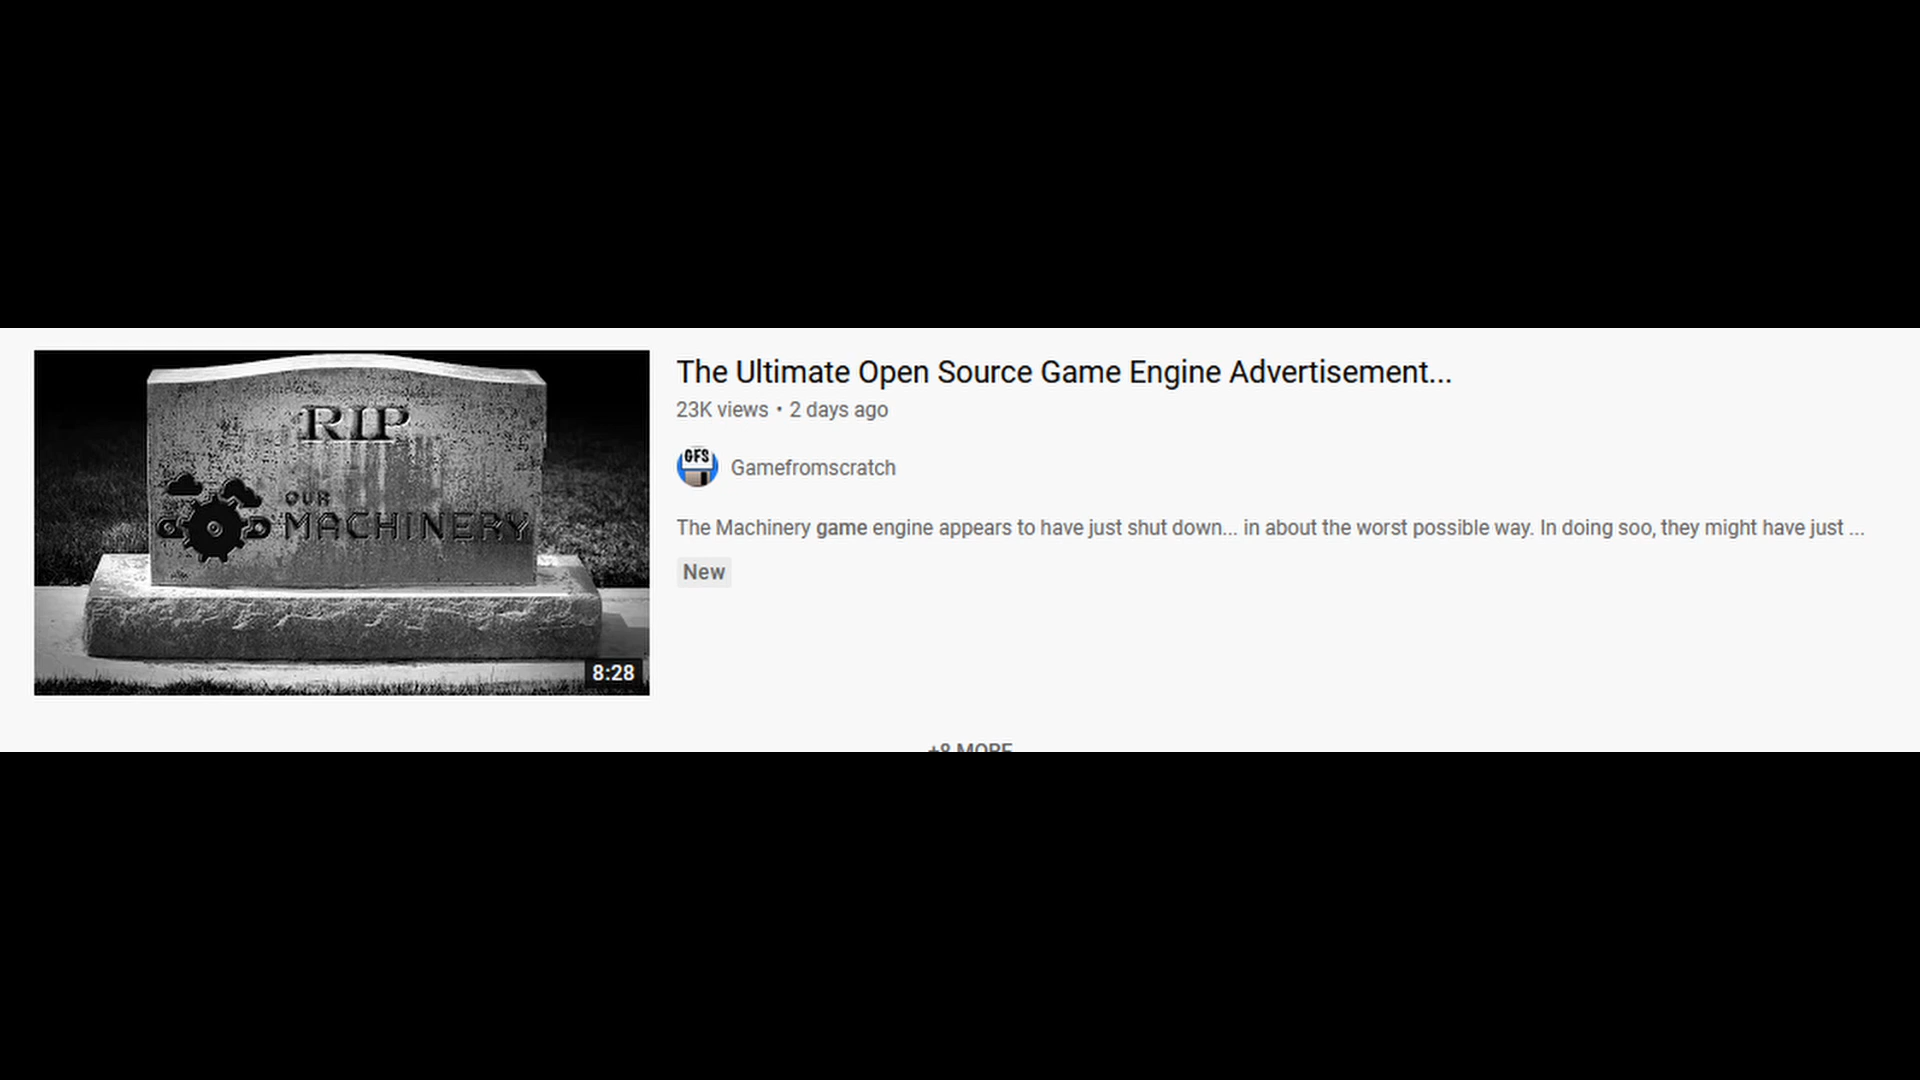 RIP
OUR
MACHINERY
8:28
The Ultimate Open Source Game Engine Advertisement...
23K views • 2 days ago
GFS
Gamefromscratch
The Machinery game engine appears to have just shut down... in about the worst possible way. In doing soo, they might have just ...
New
+8 MORE